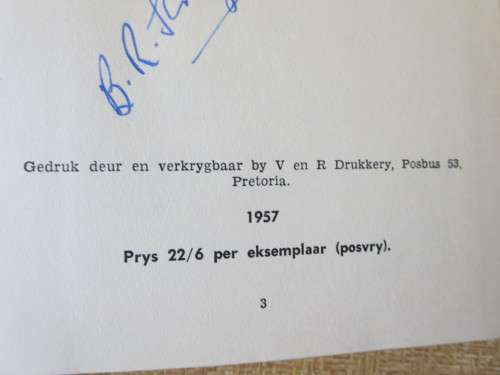 B. R.
Gedruk deur en verkrygbaar by V en R Drukkery, Posbus 53,
Pretoria.
1957
Prys 22/6 per eksemplaar (posvry).
3